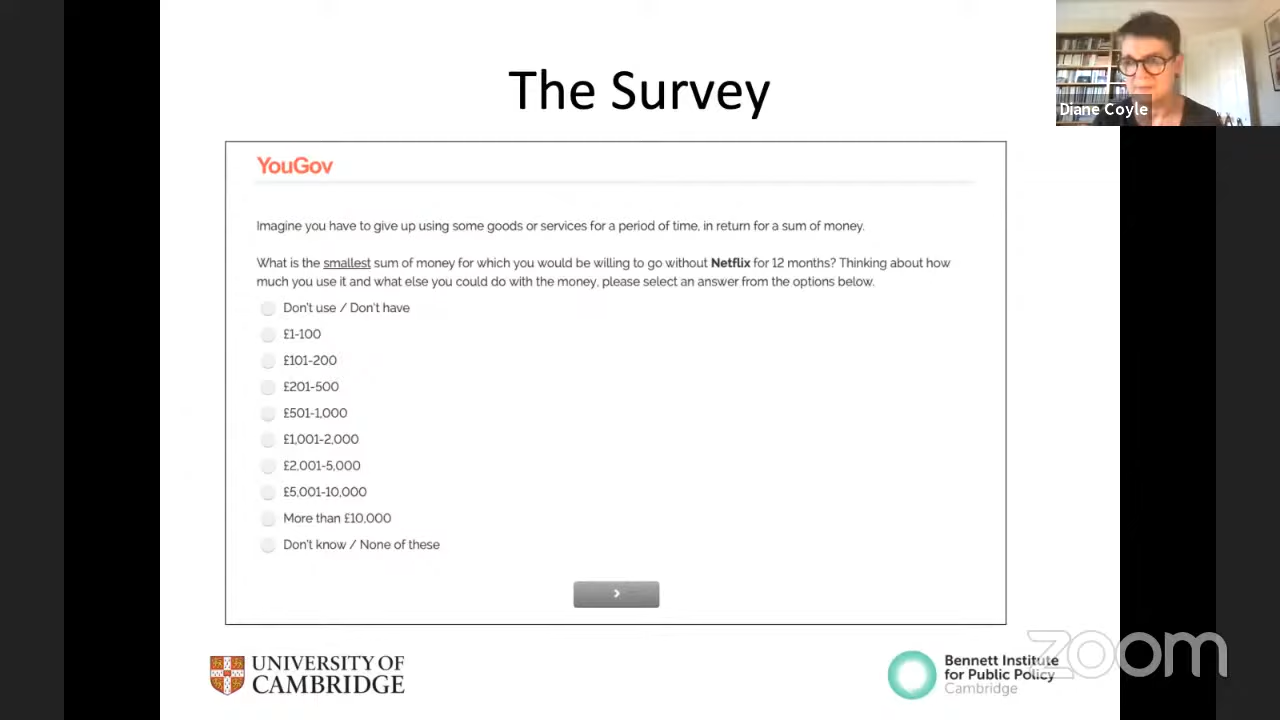 The Survey
Diane Coyle
YouGov
Imagine you have to give up using some goods or services for a period of time, in return for a sum of money.
What is the smallest sum of money for which you would be willing to go without Netflix for 12 months? Thinking about how
much you use it and what else you could do with the money, please select an answer from the options below.
Don't use / Don't have
£1-100
£101-200
£201-500
£501-1,000
£1,001-2,000
£2,001-5,000
£5,001-10,000
More than £10,000
Don't know / None of these
UNIVERSITY OF
CAMBRIDGE
Bennett Institute
for Public Policy
Cambridge
zoom